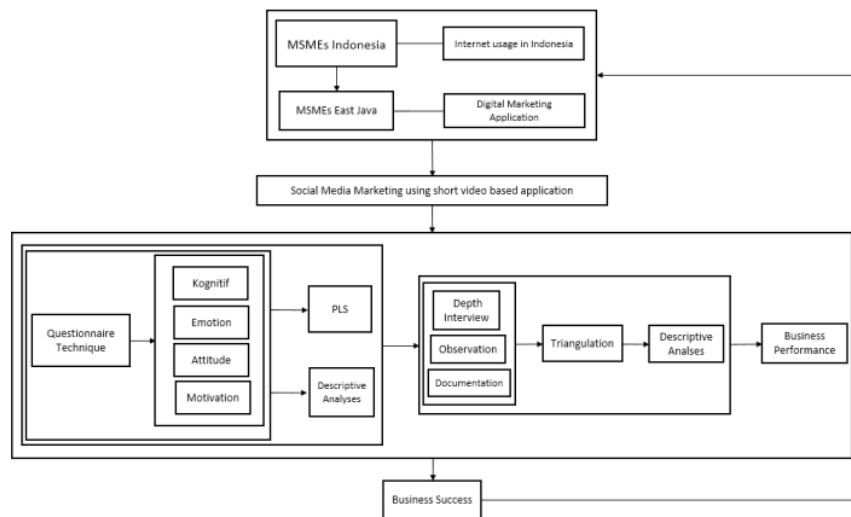 MSMEs Indonesia
Internet usage in Indonesia
MSMEs East Java
Digital Marketing
Application
Social Media Marketing using short video based application
Questionnaire
Technique
Kognitif
Emotion
Attitude
Motivation
PLS
Descriptive
Analyses
Depth
Interview
Observation
Documentation
Triangulation
Descriptive
Analses
Business
Performance
Business Success